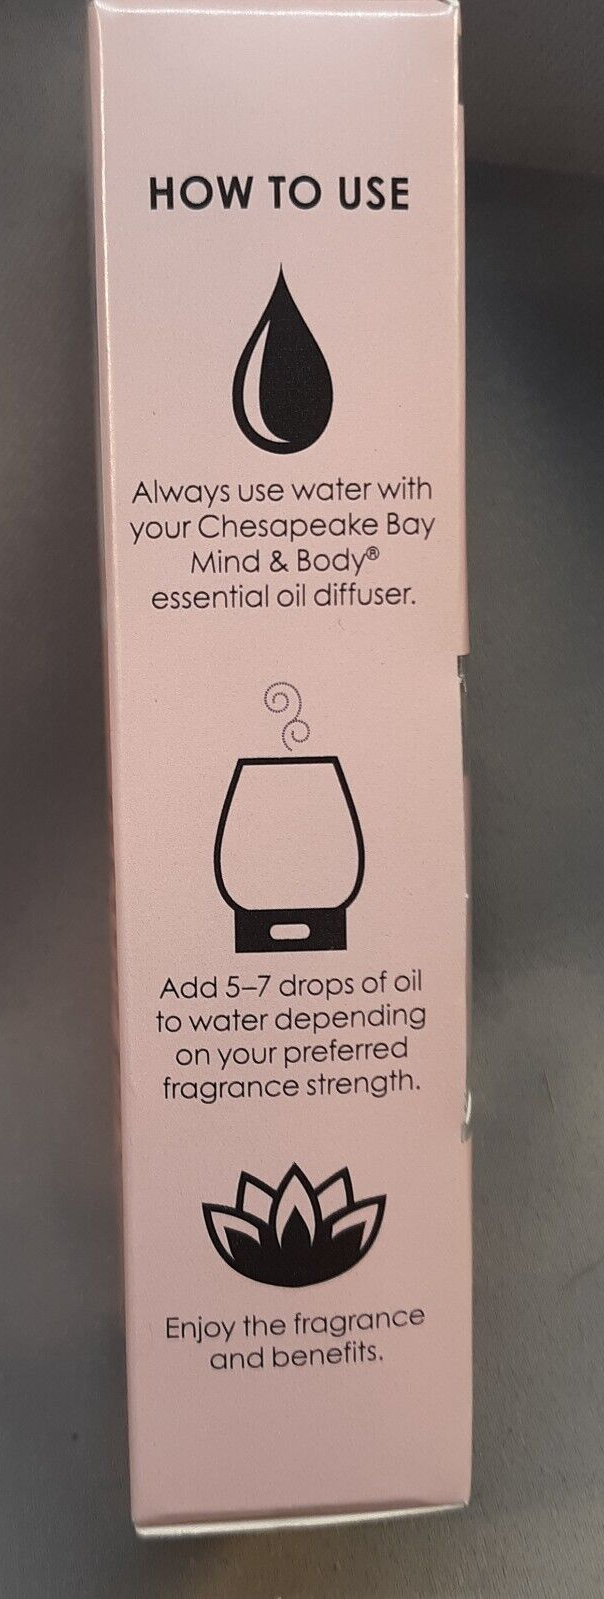 HOW TO USE
Always use water with
your Chesapeake Bay
Mind & Body®
essential oil diffuser.
Add 5–7 drops of oil
to water depending
on your preferred
fragrance strength.
Enjoy the fragrance
and benefits.